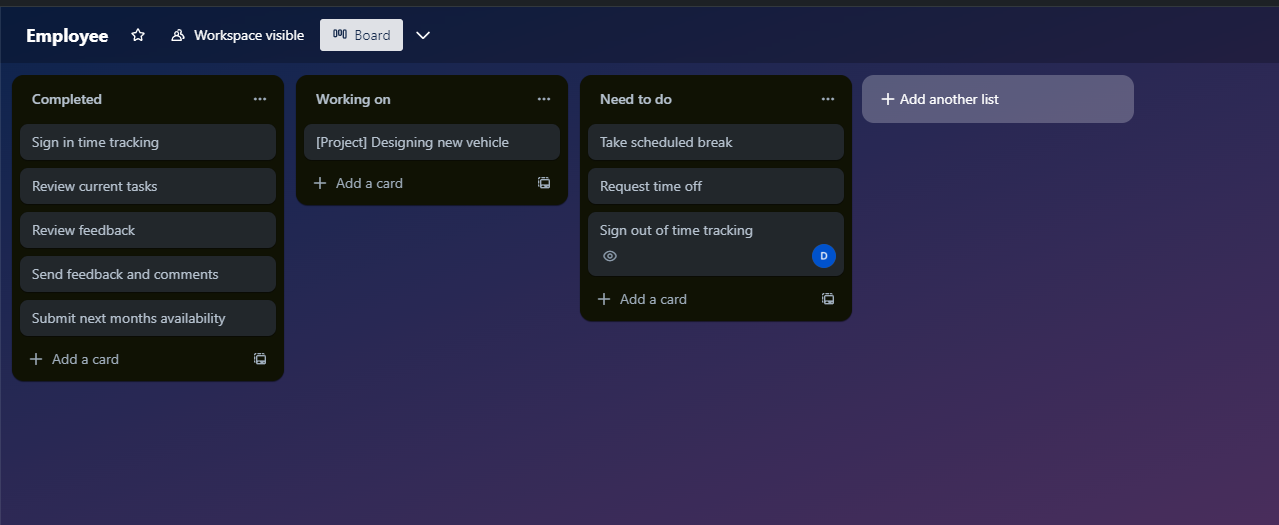 Employee
Workspace visible
Board
Completed
Sign in time tracking
Review current tasks
Review feedback
Send feedback and comments
Submit next months availability
Add a card
Working on
[Project] Designing new vehicle
Add a card
Need to do
Take scheduled break
Request time off
Sign out of time tracking
D
Add a card
Add another list